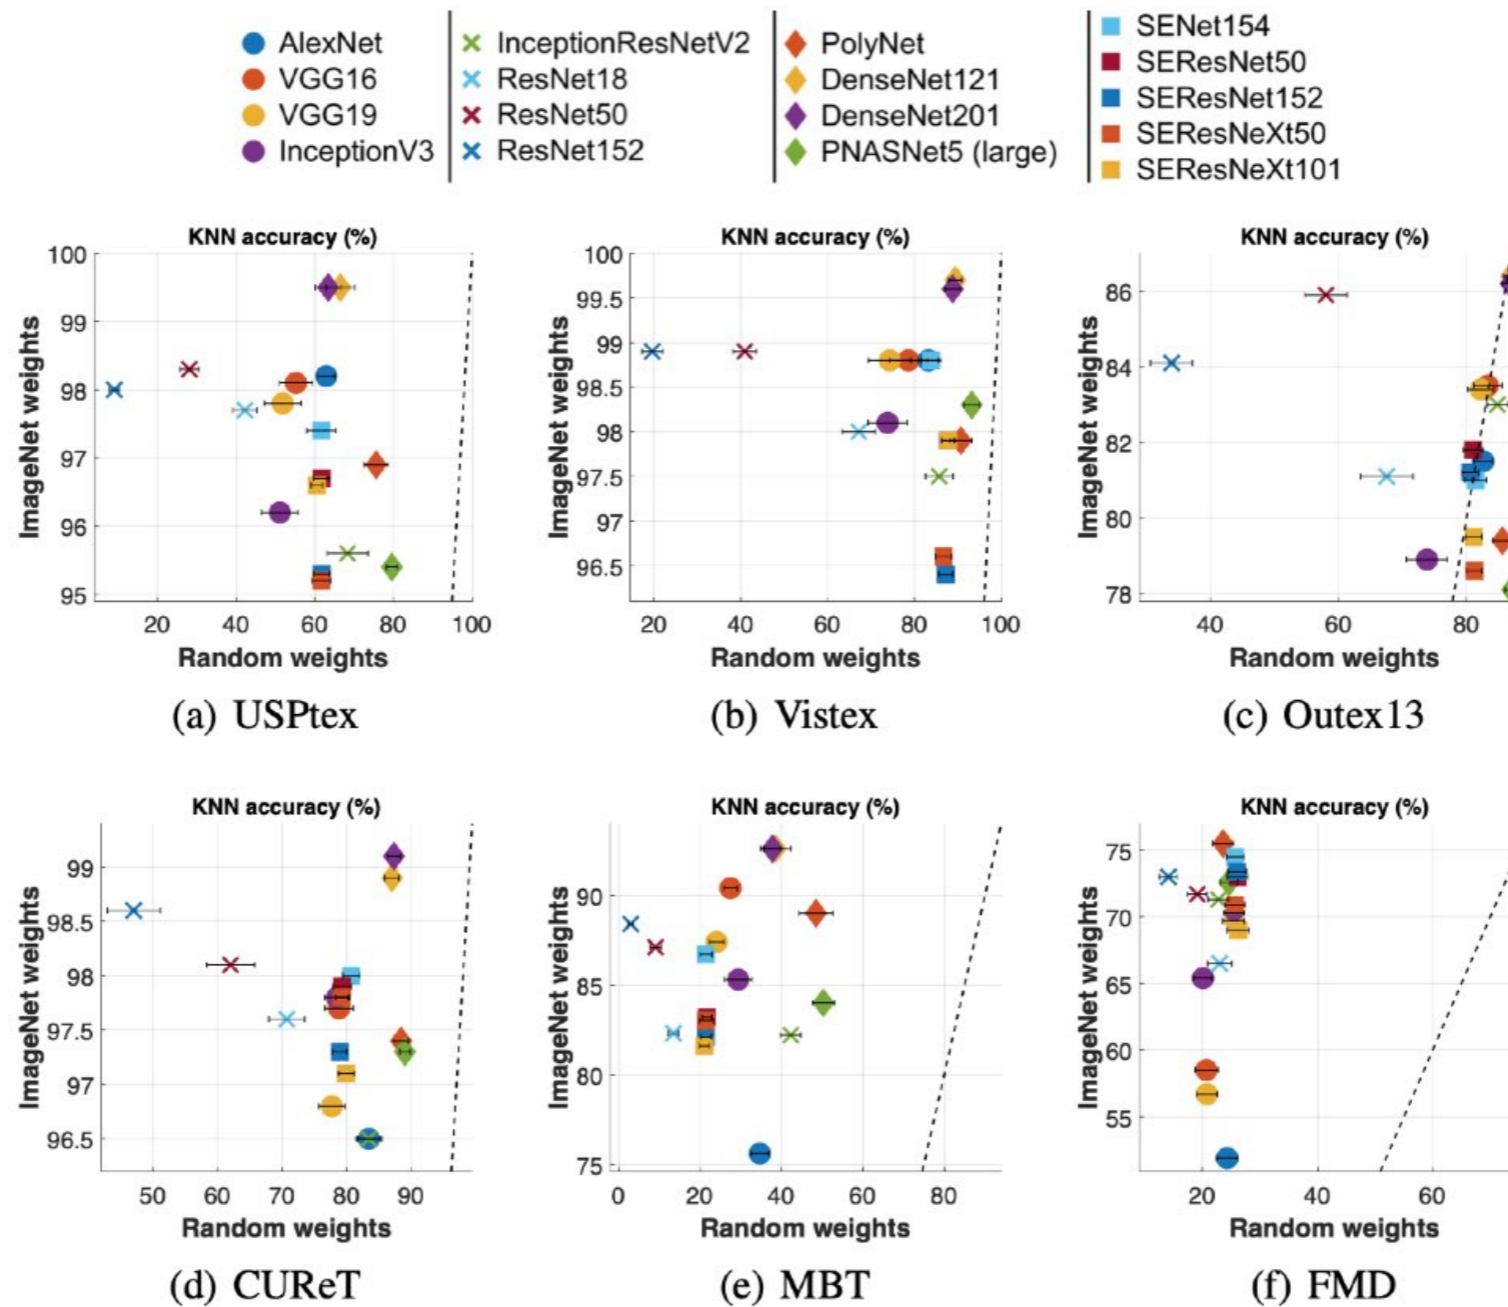 AlexNet
VGG16
VGG19
InceptionV3
InceptionResNetV2
ResNet18
ResNet50
ResNet152
PolyNet
DenseNet121
DenseNet201
PNASNet5 (large)
SENet154
SEResNet50
SEResNet152
SEResNeXt50
SEResNeXt101
KNN accuracy (%)
ImageNet weights
100
99
98
97
96
95
20 40 60 80 100
Random weights
(a) USPtex
KNN accuracy (%)
ImageNet weights
100
99.5
99
98.5
98
97.5
97
96.5
20 40 60 80 100
Random weights
(b) Vistex
KNN accuracy (%)
ImageNet weights
86
84
82
80
78
40 60 80
Random weights
(c) Outex13
KNN accuracy (%)
ImageNet weights
99
98.5
98
97.5
97
96.5
50 60 70 80 90
Random weights
(d) CUReT
KNN accuracy (%)
ImageNet weights
90
85
80
75
0 20 40 60 80
Random weights
(e) MBT
KNN accuracy (%)
ImageNet weights
75
70
65
60
55
20 40 60
Random weights
(f) FMD